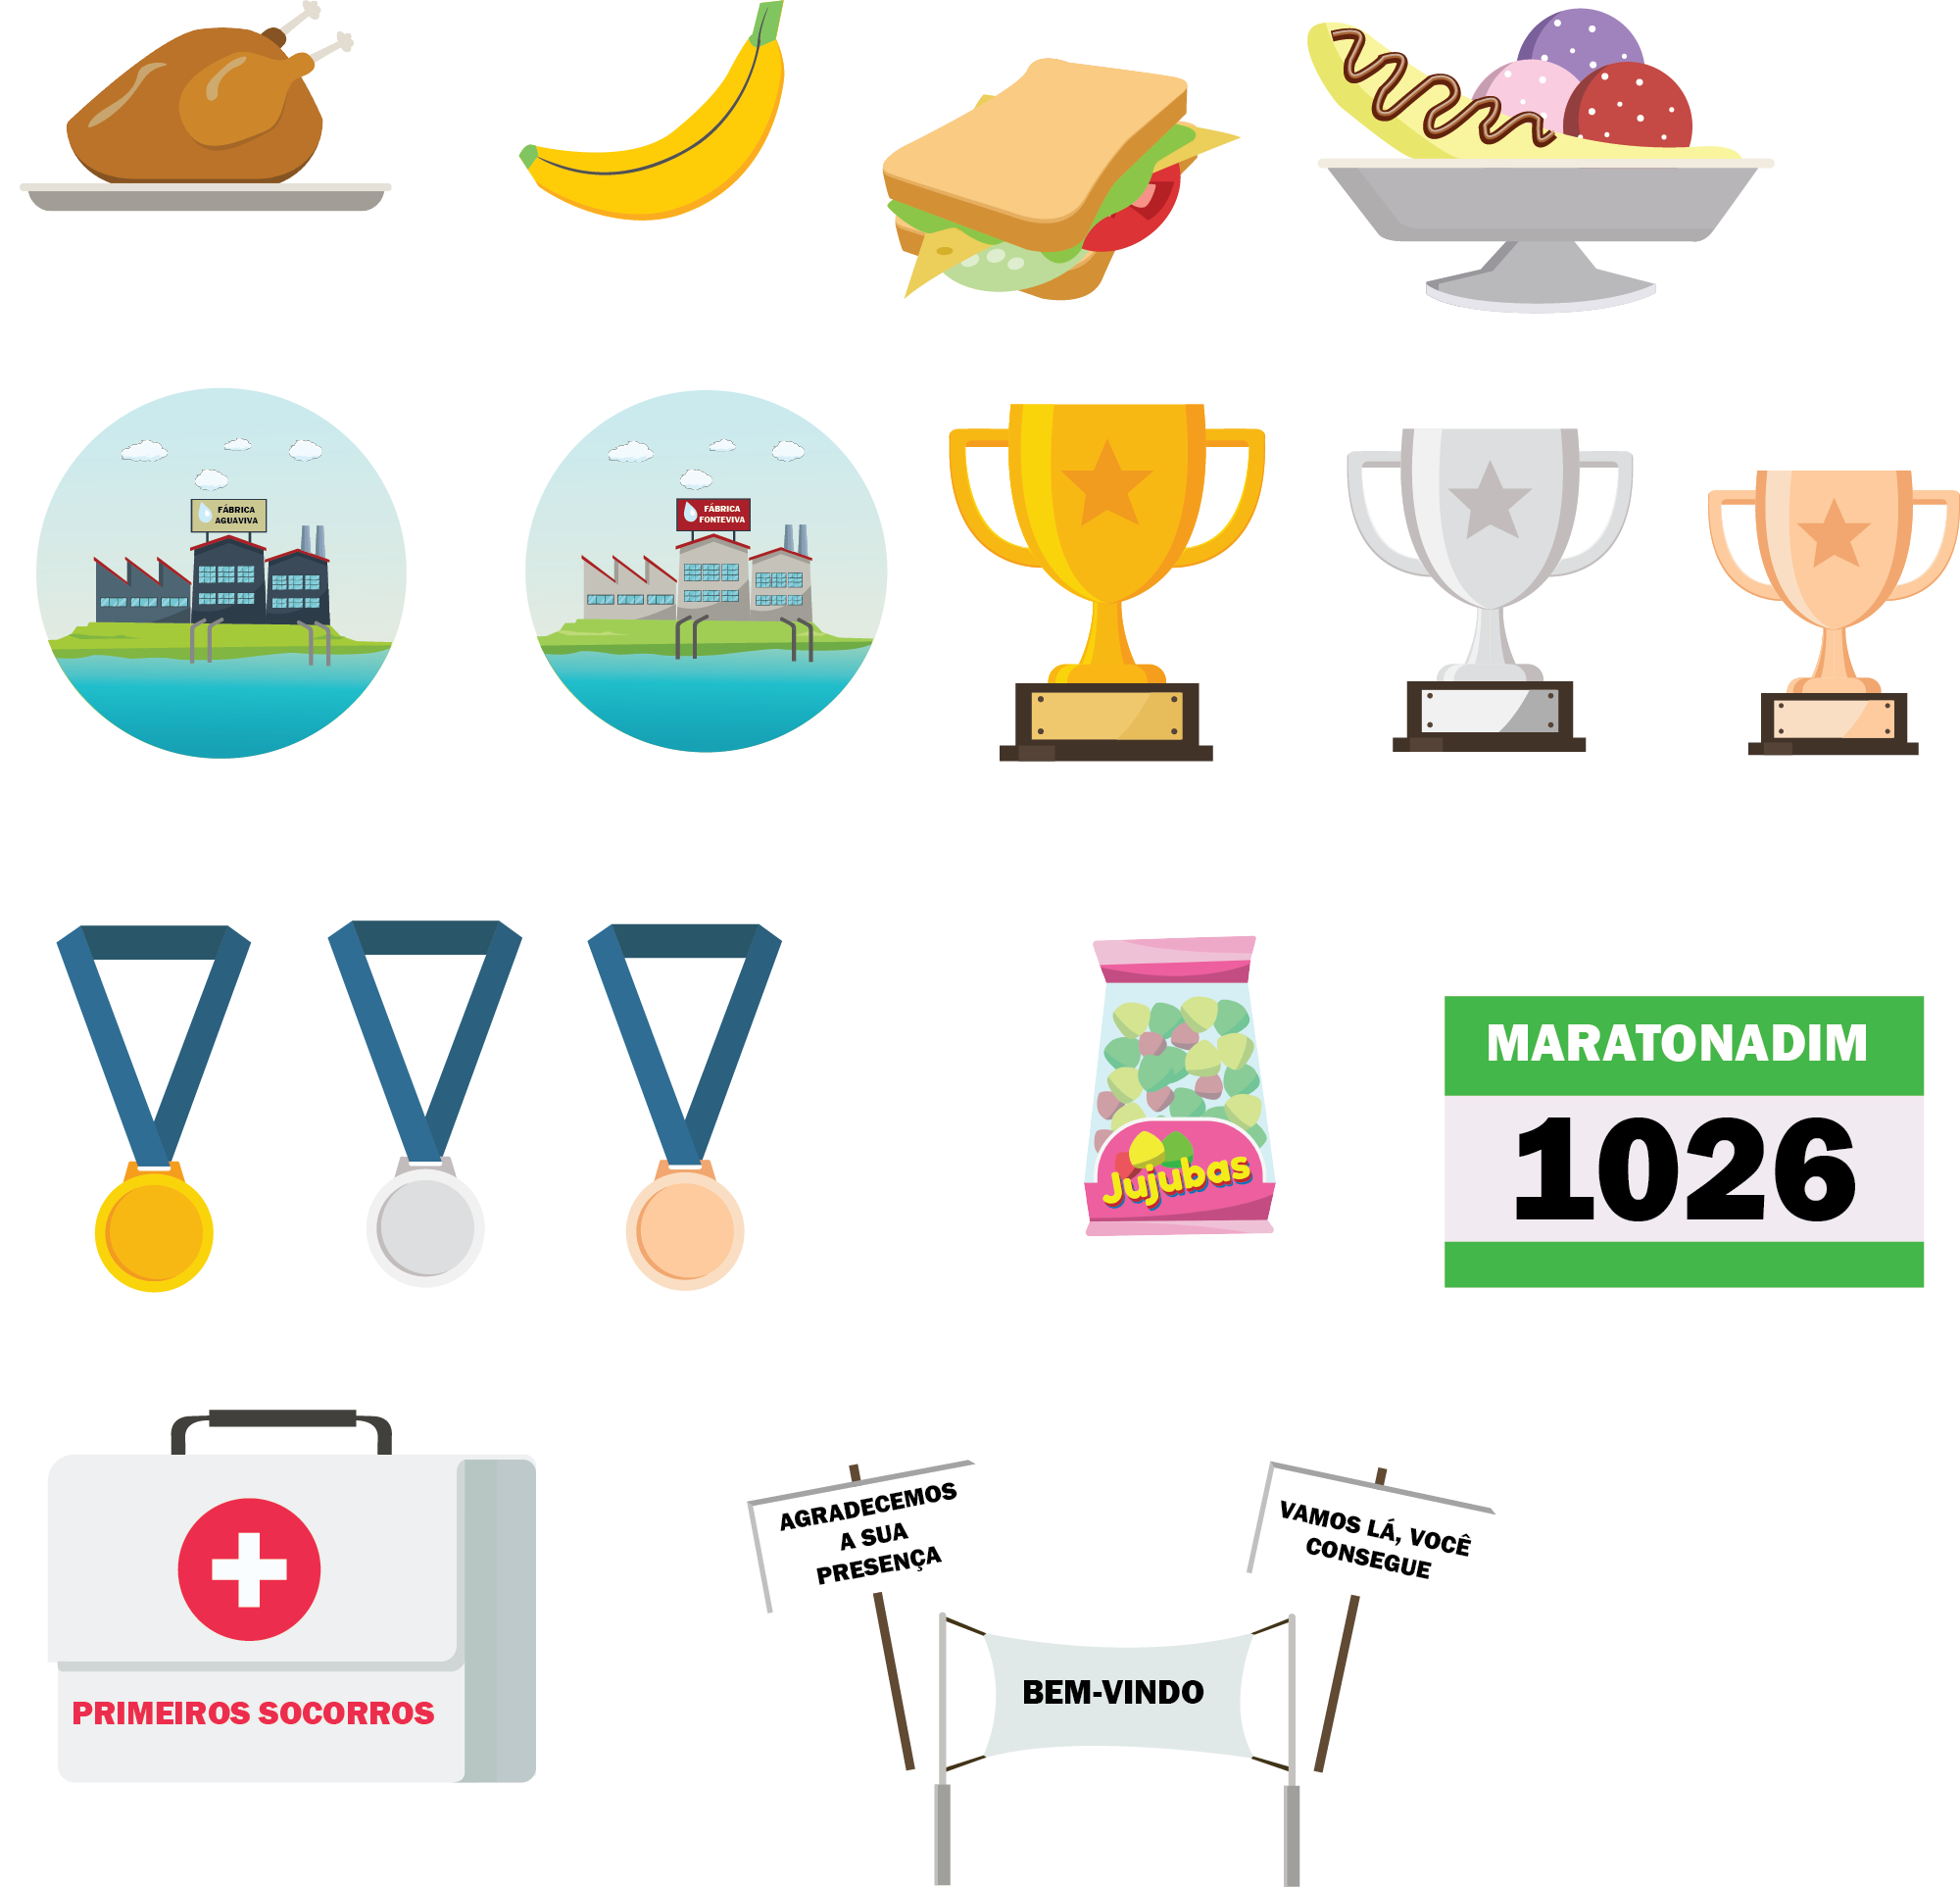 FÁBRICA
AGUAVIVA
FÁBRICA
FONTEVIVA
Jujubas
MARATONADIM
1026
PRIMEIROS SOCORROS
AGRADECEMOS
A SUA
PRESENÇA
VAMOS LÁ, VOCÊ
CONSEGUE
BEM-VINDO